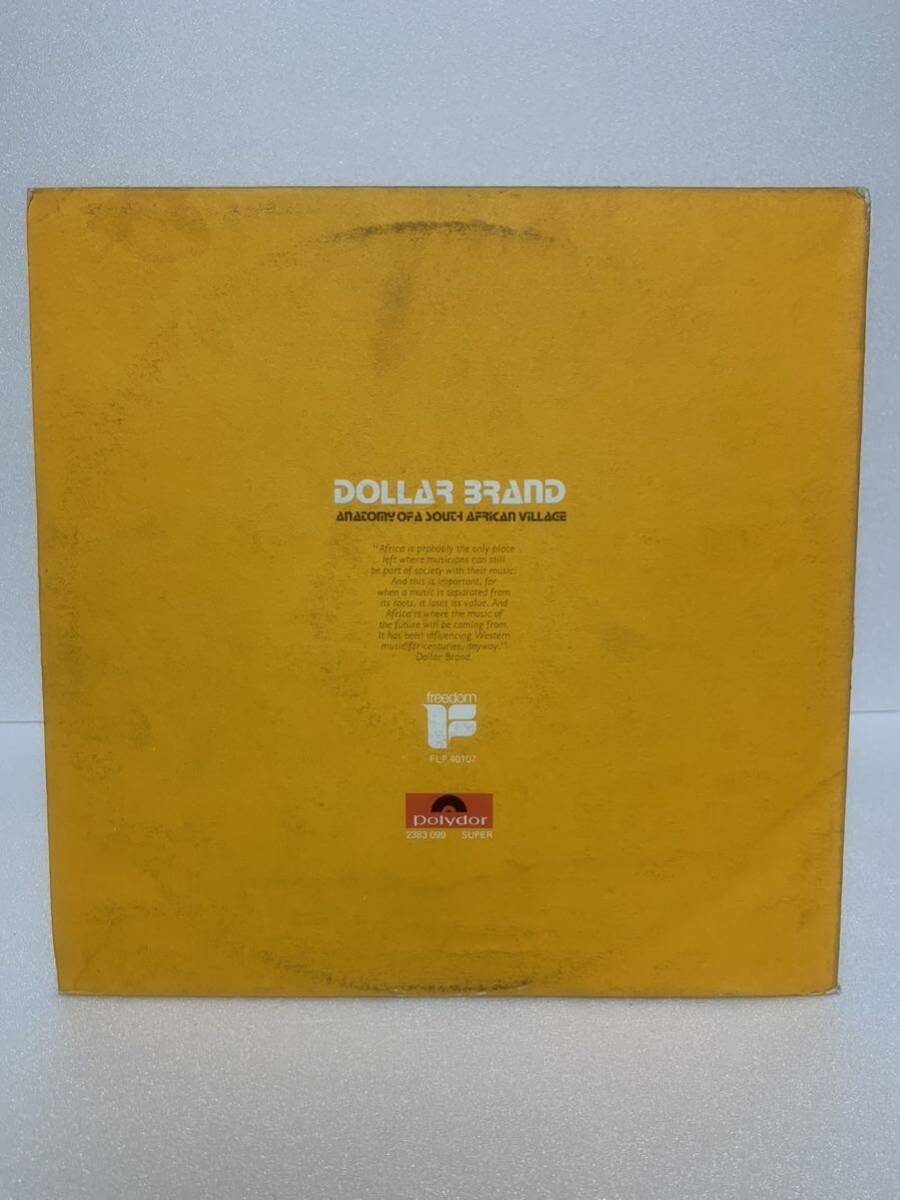 DOLLAR BRAND
ANATOMY OF A SOUTH AFRICAN VILLAGE
"Africa is probably the only place
left where musicians can still
be part of society with their music.
And this is important, for
when a music is separated from
its roots, it loses its value. And
Africa is where the music of
the future will be coming from.
It has been influencing Western
music for centuries, anyway."
Dollar Brand.
freedom
F
FLP 40107
polydor
2383 099 SUPER